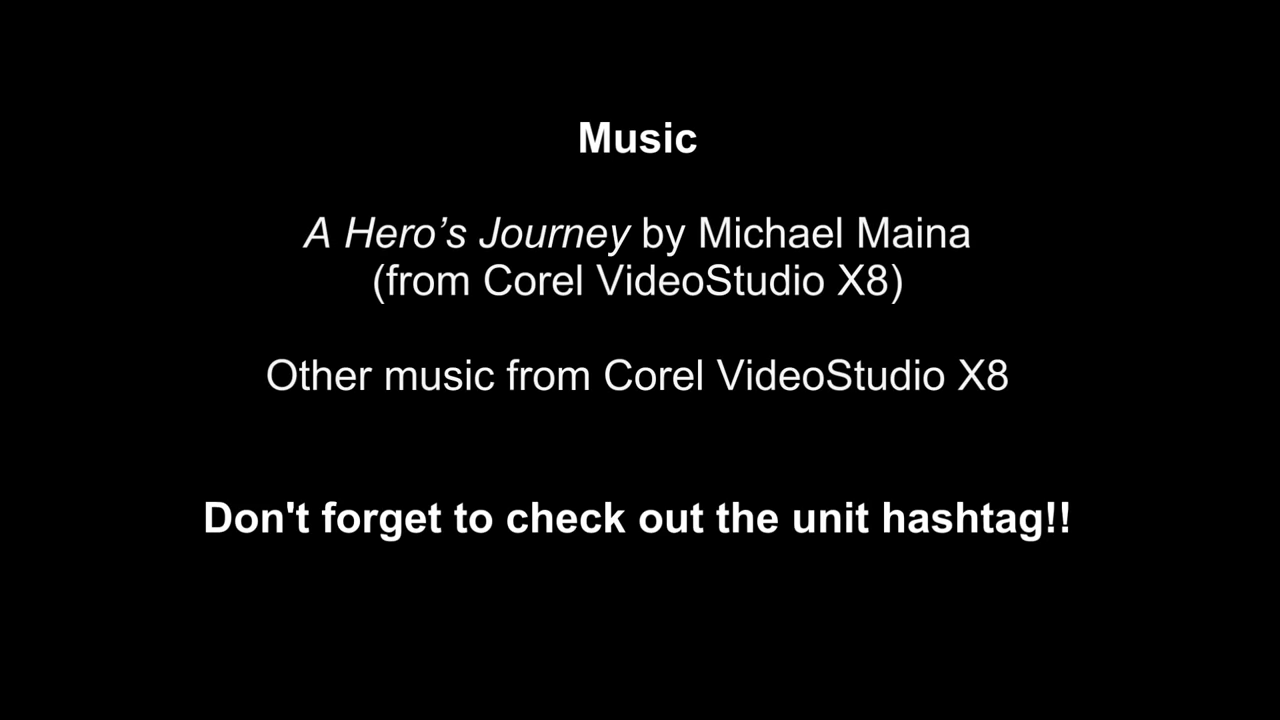 Music
A Hero’s Journey by Michael Maina
(from Corel VideoStudio X8)
Other music from Corel VideoStudio X8
Don't forget to check out the unit hashtag!!